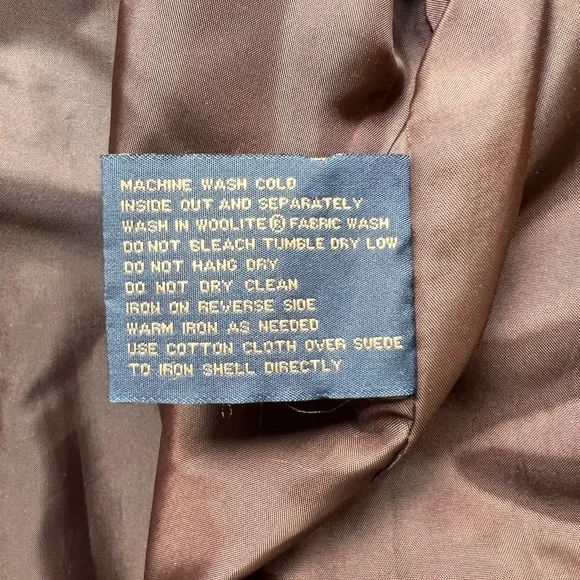 MACHINE WASH COLD
INSIDE OUT AND SEPARATELY
WASH IN WOOLITE® FABRIC WASH
DO NOT BLEACH TUMBLE DRY LOW
DO NOT HANG DRY
DO NOT DRY CLEAN
IRON ON REVERSE SIDE
WARM IRON AS NEEDED
USE COTTON CLOTH OVER SUEDE
TO IRON SHELL DIRECTLY